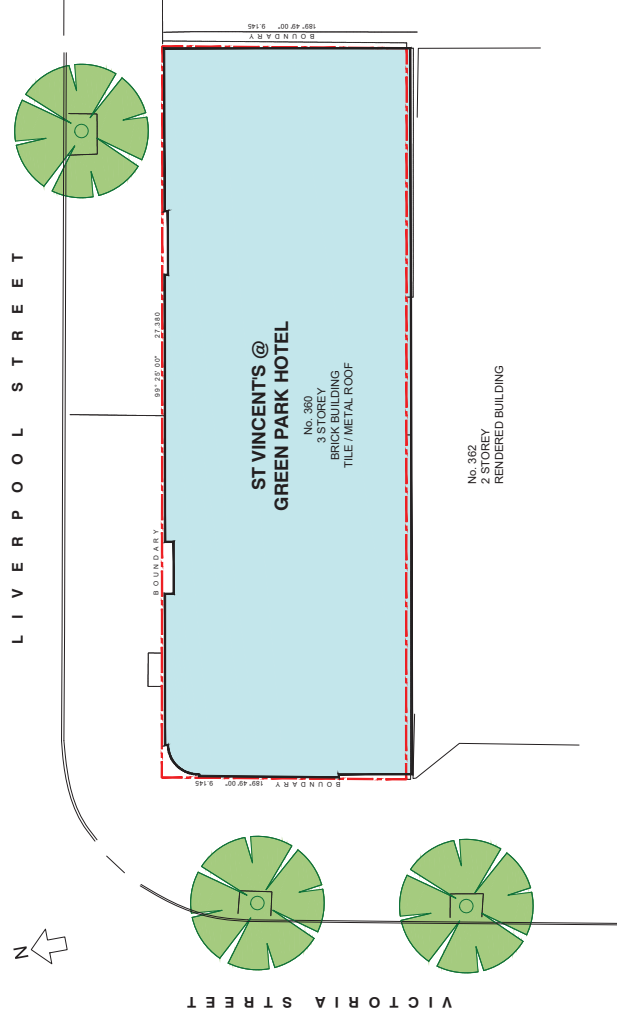 BOUNDARY
189° 49' 00" 9.145
LIVERPOOL STREET
99° 25' 00" 27.380
BOUNDARY
ST VINCENT'S @
GREEN PARK HOTEL
No. 360
3 STOREY
BRICK BUILDING
TILE / METAL ROOF
No. 362
2 STOREY
RENDERED BUILDING
BOUNDARY
189° 49' 00" 9.145
N
VICTORIA STREET